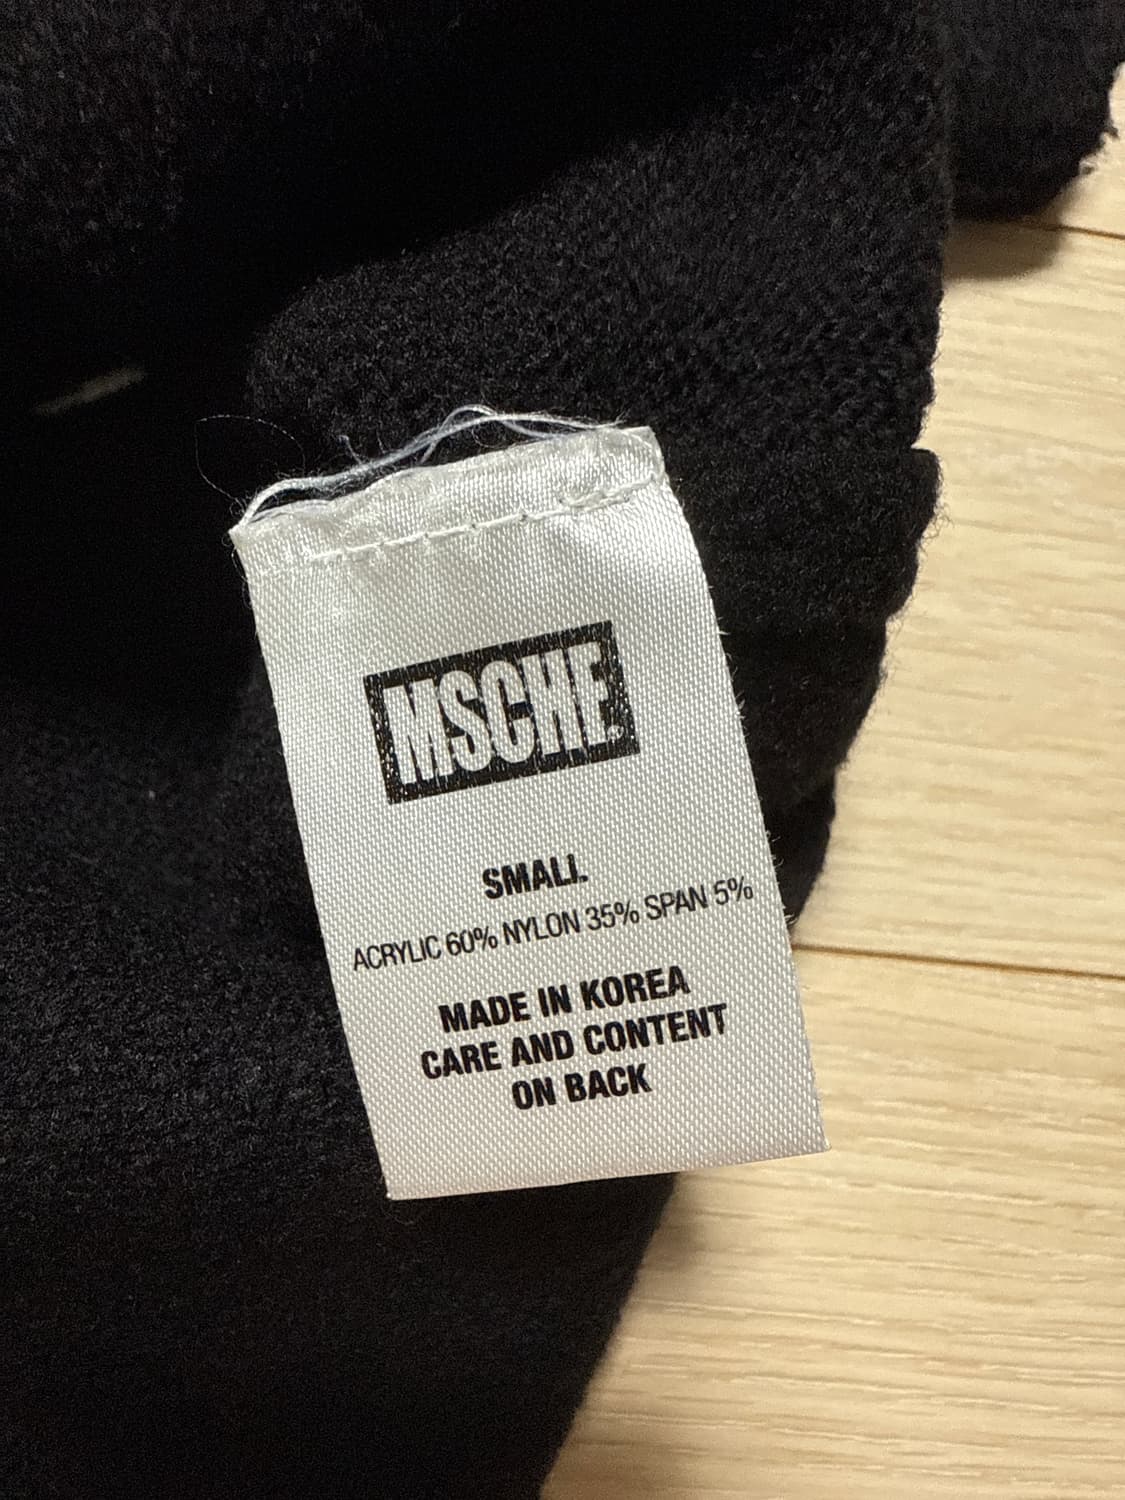 MSCHF.
SMALL
ACRYLIC 60% NYLON 35% SPAN 5%
MADE IN KOREA
CARE AND CONTENT
ON BACK